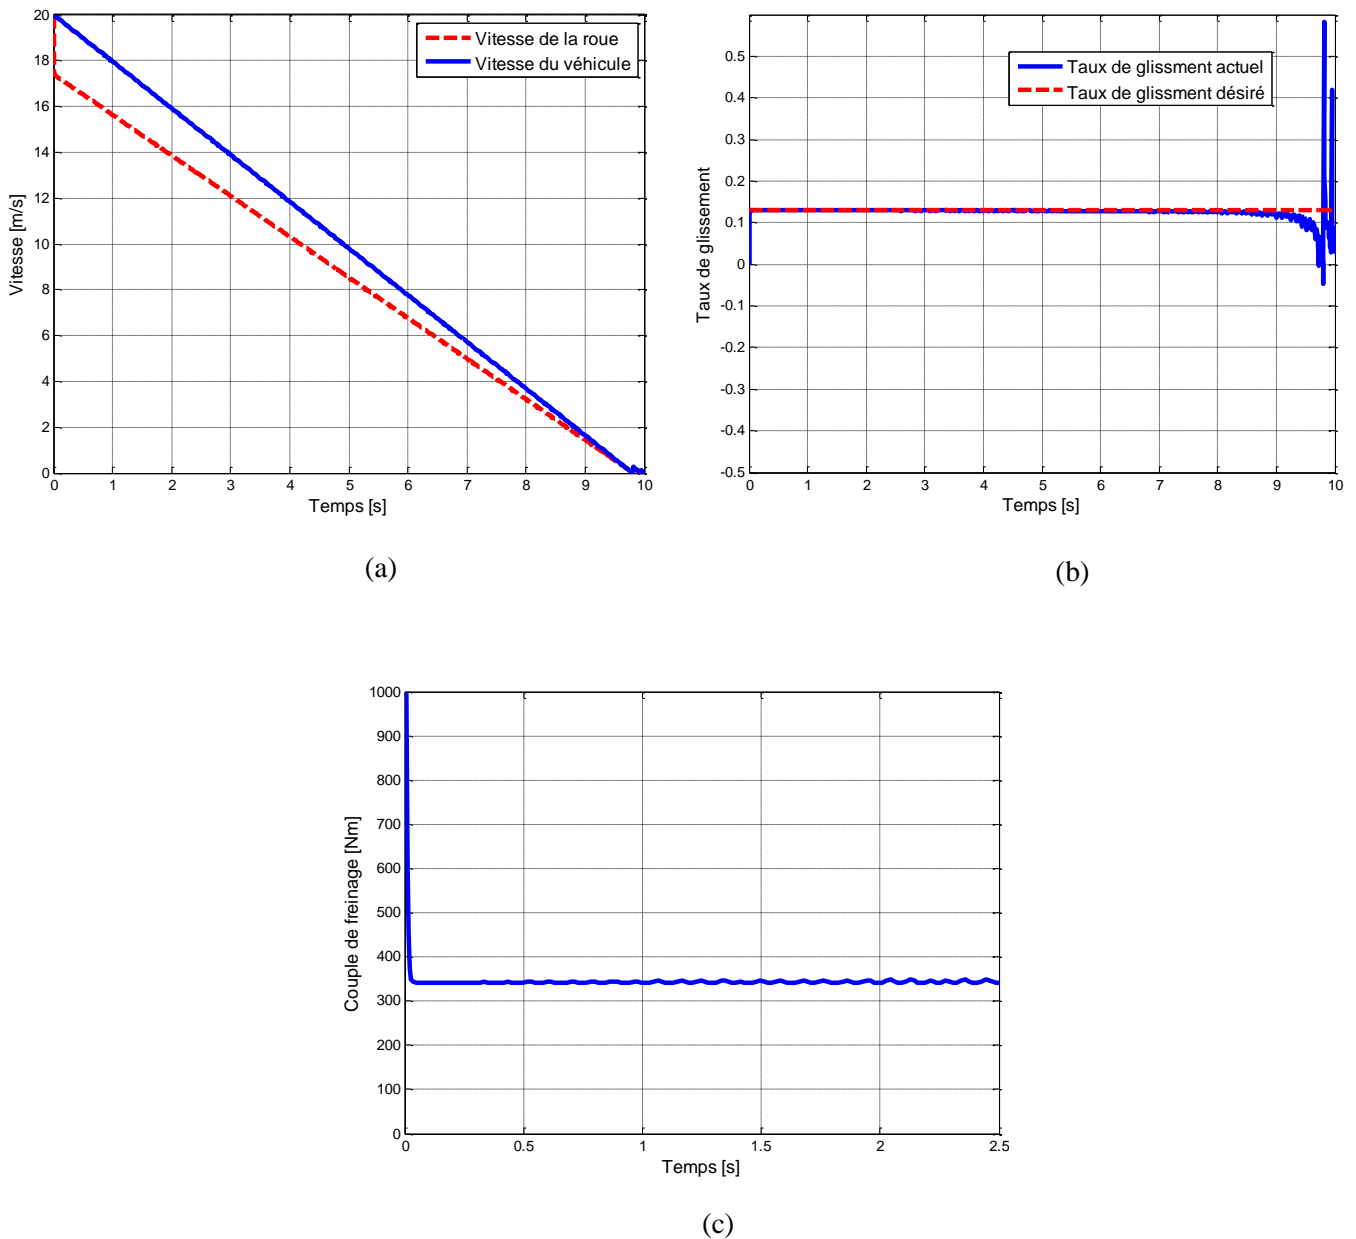 20
18
16
14
12
10
8
6
4
2
0
Vitesse [m/s]
Vitesse de la roue
Vitesse du véhicule
0 1 2 3 4 5 6 7 8 9 10
Temps [s]
(a)
0.5
0.4
0.3
0.2
0.1
0
-0.1
-0.2
-0.3
-0.4
-0.5
Taux de glissement
Taux de glissment actuel
Taux de glissment désiré
0 1 2 3 4 5 6 7 8 9 10
Temps [s]
(b)
1000
900
800
700
600
500
400
300
200
100
0
Couple de freinage [Nm]
0 0.5 1 1.5 2 2.5
Temps [s]
(c)